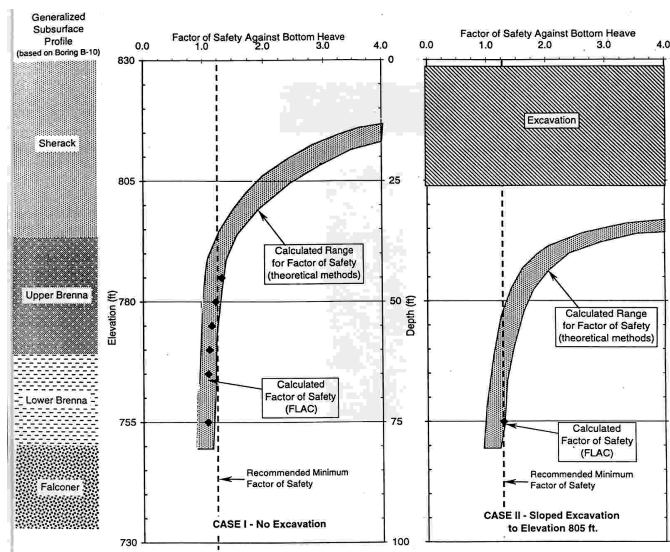 Generalized
Subsurface
Profile
(based on Boring B-10)
Sherack
Upper Brenna
Lower Brenna
Falconer
Factor of Safety Against Bottom Heave
0.0 1.0 2.0 3.0 4.0
830
805
780
755
730
Elevation (ft)
Calculated Range
for Factor of Safety
(theoretical methods)
Calculated
Factor of Safety
(FLAC)
Recommended Minimum
Factor of Safety
CASE I - No Excavation
0
25
50
75
100
Depth (ft)
Factor of Safety Against Bottom Heave
0.0 1.0 2.0 3.0 4.0
Excavation
Calculated Range
for Factor of Safety
(theoretical methods)
Calculated
Factor of Safety
(FLAC)
Recommended Minimum
Factor of Safety
CASE II - Sloped Excavation
to Elevation 805 ft.